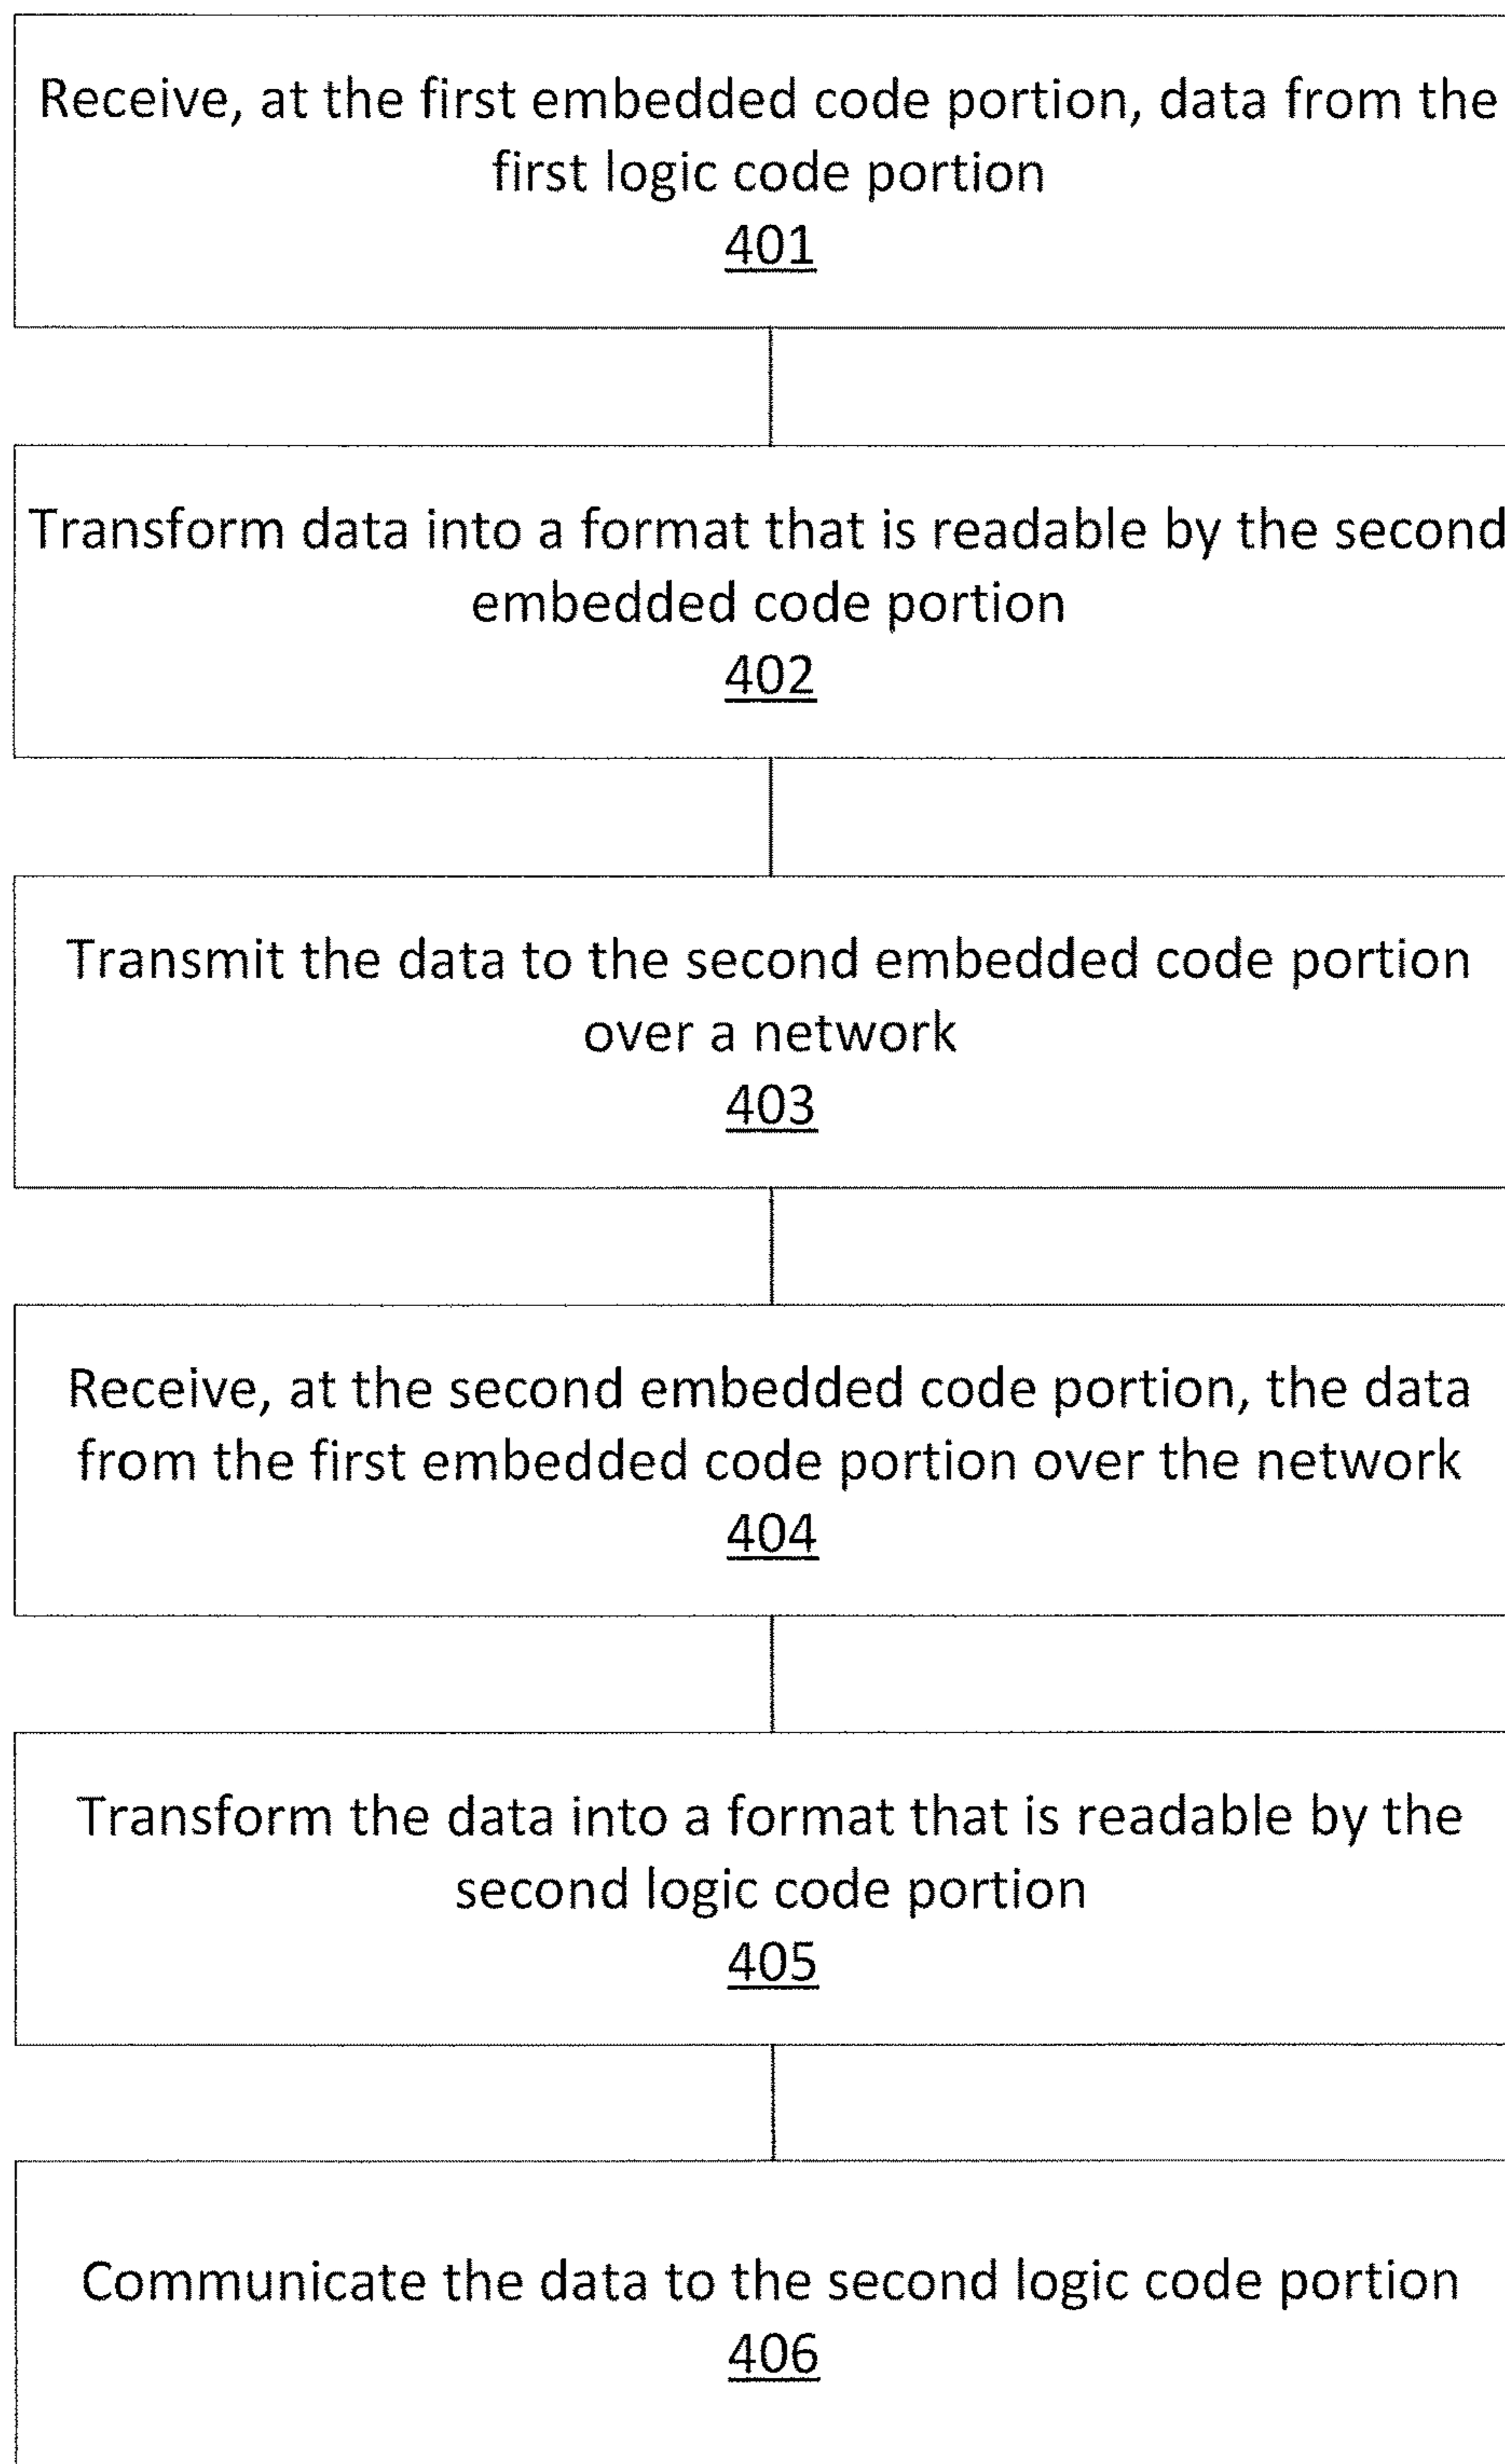 Receive, at the first embedded code portion, data from the
first logic code portion
401
Transform data into a format that is readable by the second
embedded code portion
402
Transmit the data to the second embedded code portion
over a network
403
Receive, at the second embedded code portion, the data
from the first embedded code portion over the network
404
Transform the data into a format that is readable by the
second logic code portion
405
Communicate the data to the second logic code portion
406